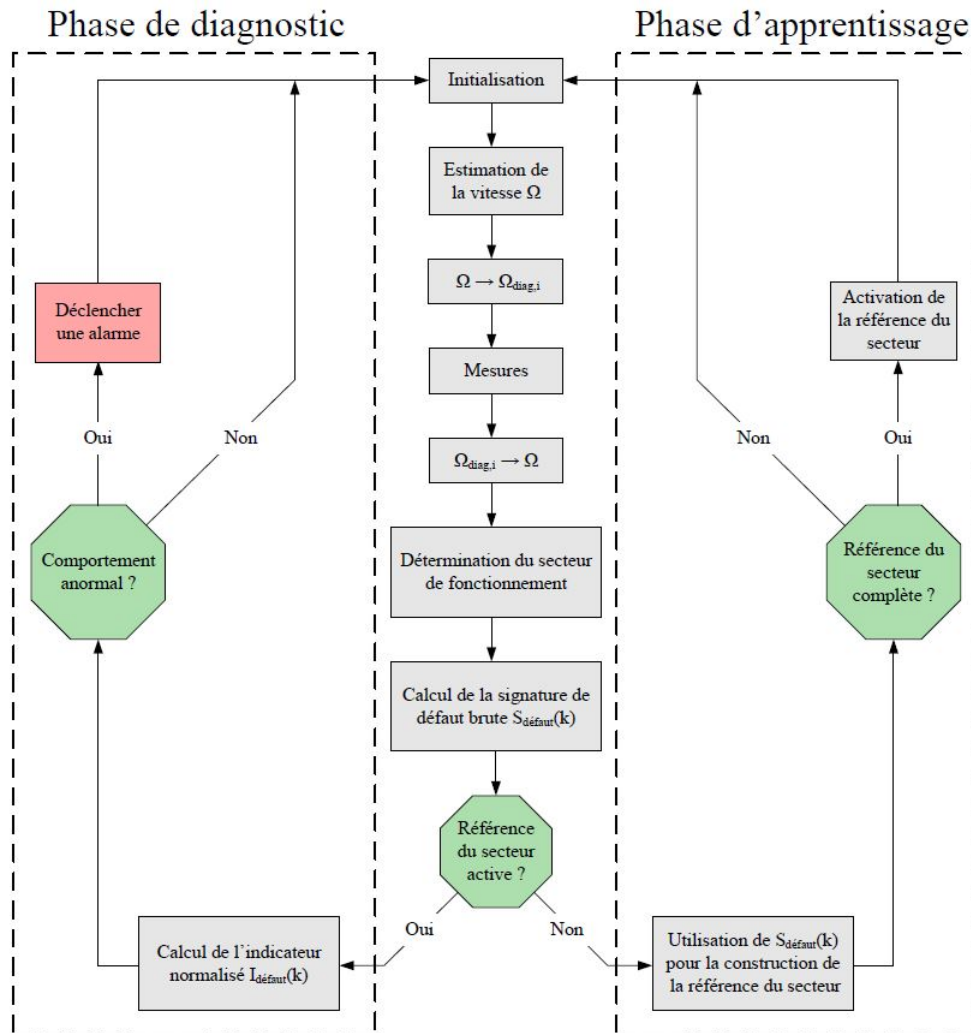 Phase de diagnostic
Phase d’apprentissage
Initialisation
Estimation de
la vitesse Ω
Ω → Ωdiag,i
Mesures
Ωdiag,i → Ω
Détermination du secteur
de fonctionnement
Calcul de la signature de
défaut brute Sdéfaut(k)
Référence
du secteur
active ?
Oui
Non
Calcul de l’indicateur
normalisé Idéfaut(k)
Comportement
anormal ?
Oui
Non
Déclencher
une alarme
Utilisation de Sdéfaut(k)
pour la construction de
la référence du secteur
Référence du
secteur
complète ?
Non
Oui
Activation de
la référence du
secteur